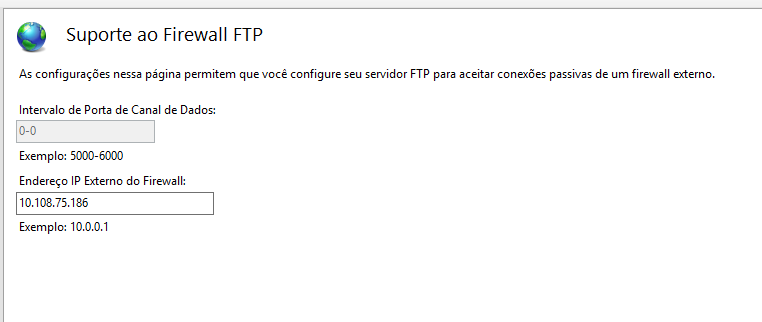 Suporte ao Firewall FTP
As configurações nessa página permitem que você configure seu servidor FTP para aceitar conexões passivas de um firewall externo.
Intervalo de Porta de Canal de Dados:
0-0
Exemplo: 5000-6000
Endereço IP Externo do Firewall:
10.108.75.186
Exemplo: 10.0.0.1